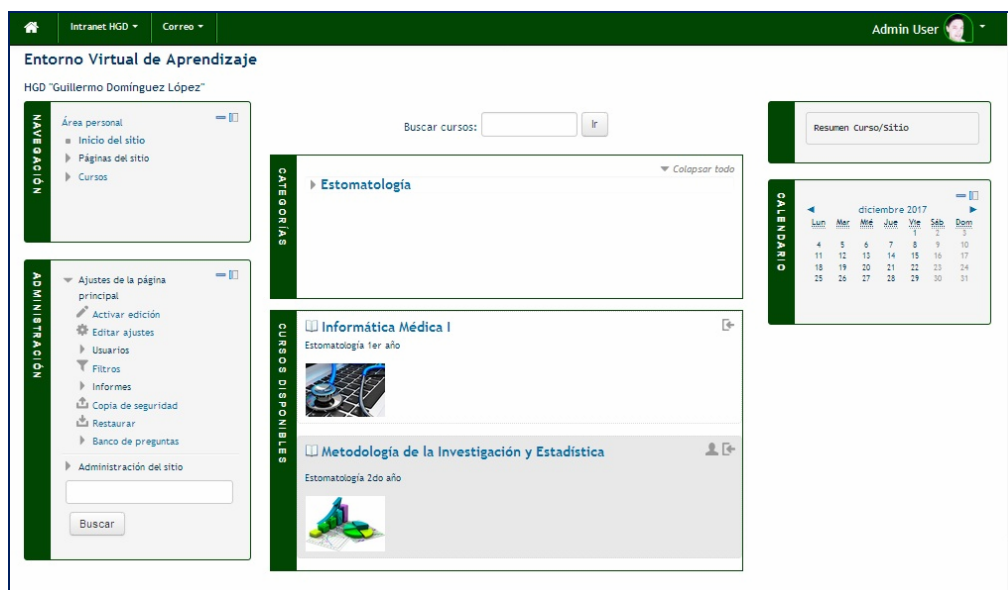 Intranet HGD
Correo
Admin User
Entorno Virtual de Aprendizaje
HGD "Guillermo Domínguez López"
NAVEGACIÓN
Área personal
Inicio del sitio
Páginas del sitio
Cursos
ADMINISTRACIÓN
Ajustes de la página
principal
Activar edición
Editar ajustes
Usuarios
Filtros
Informes
Copia de seguridad
Restaurar
Banco de preguntas
Administración del sitio
Buscar
Buscar cursos:
Ir
CATEGORÍAS
Colapsar todo
Estomatología
CURSOS DISPONIBLES
Informática Médica I
Estomatología 1er año
Metodología de la Investigación y Estadística
Estomatología 2do año
Resumen Curso/Sitio
CALENDARIO
diciembre 2017
Lun Mar Mié Jue Vie Sáb Dom
1 2 3
4 5 6 7 8 9 10
11 12 13 14 15 16 17
18 19 20 21 22 23 24
25 26 27 28 29 30 31